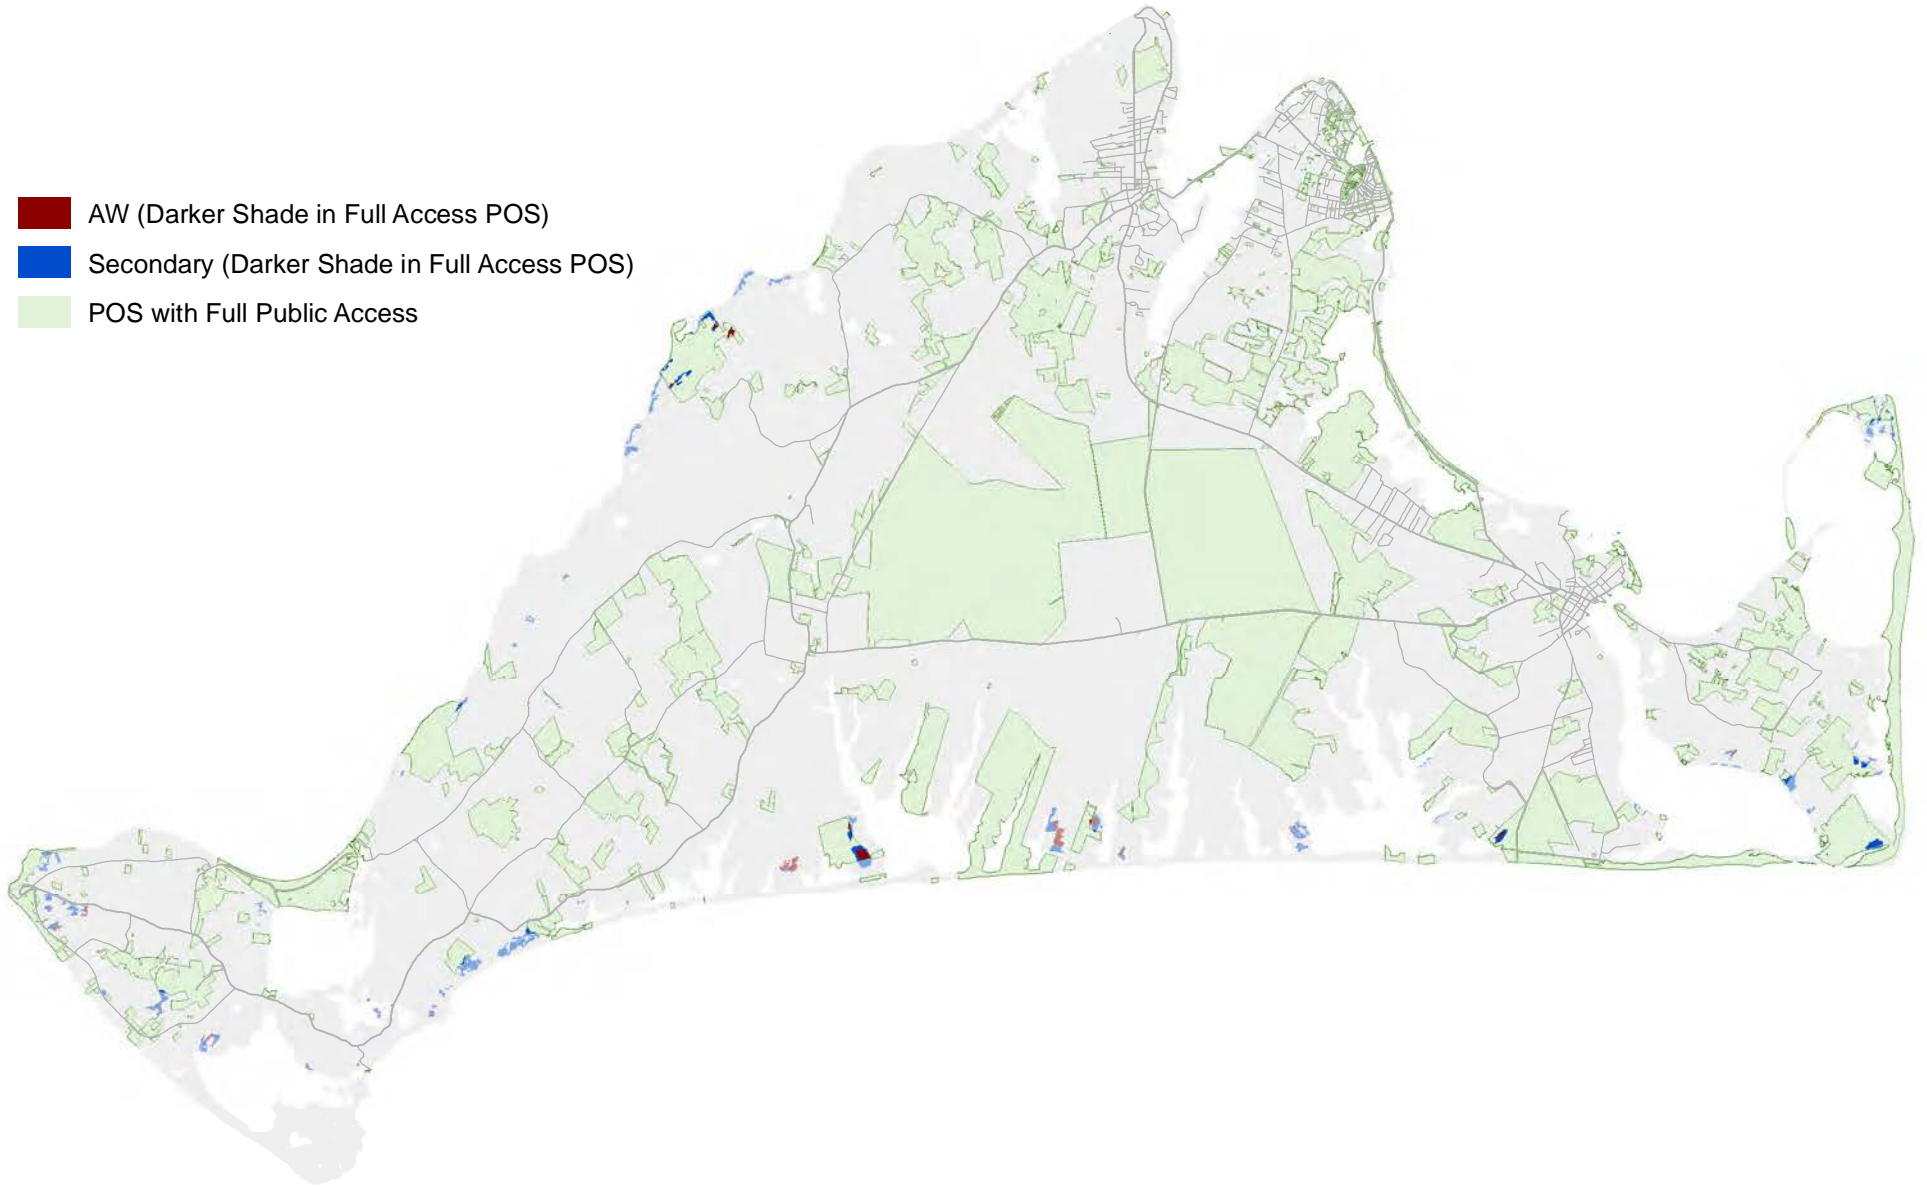 AW (Darker Shade in Full Access POS)
Secondary (Darker Shade in Full Access POS)
POS with Full Public Access